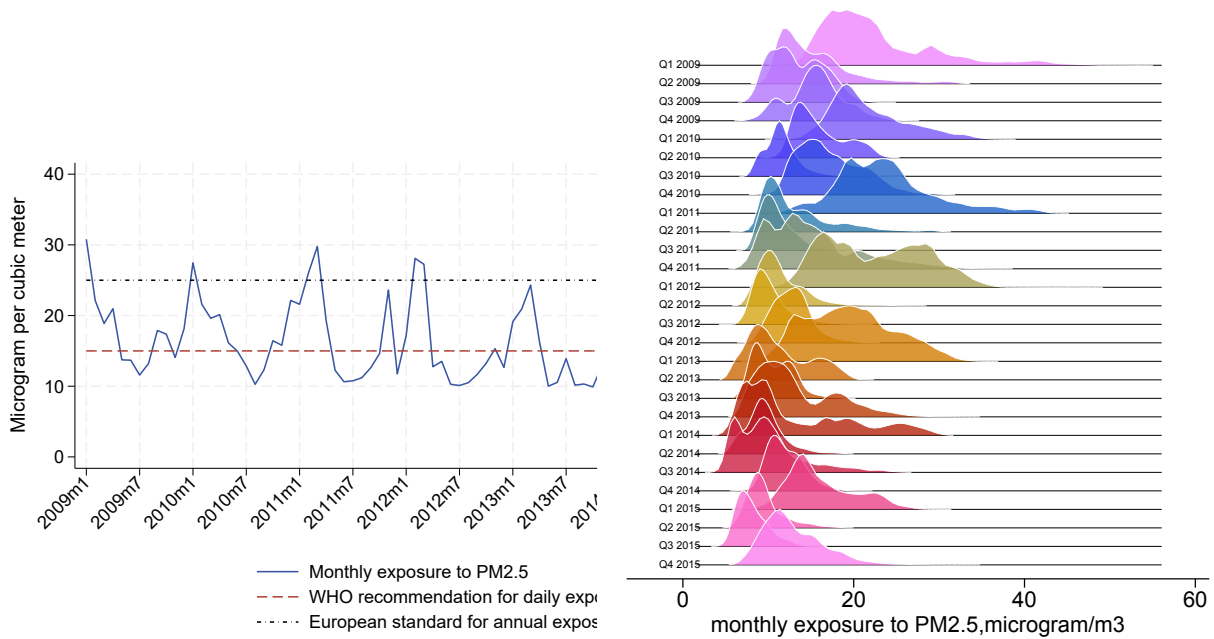 Microgram per cubic meter
40
30
20
10
0
2009m1
2009m7
2010m1
2010m7
2011m1
2011m7
2012m1
2012m7
2013m1
2013m7
Monthly exposure to PM2.5
WHO recommendation for daily
European standard for annual
Q1 2009
Q2 2009
Q3 2009
Q4 2009
Q1 2010
Q2 2010
Q3 2010
Q4 2010
Q1 2011
Q2 2011
Q3 2011
Q4 2011
Q1 2012
Q2 2012
Q3 2012
Q4 2012
Q1 2013
Q2 2013
Q3 2013
Q4 2013
Q1 2014
Q2 2014
Q3 2014
Q4 2014
Q1 2015
Q2 2015
Q3 2015
Q4 2015
0
20
40
60
monthly exposure to PM2.5,microgram/m3